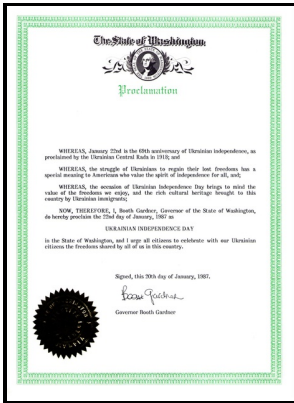 The State of Washington
Proclamation
WHEREAS, January 22nd is the 69th anniversary of Ukrainian independence, as
proclaimed by the Ukrainian Central Rada in 1918; and
WHEREAS, the struggle of Ukrainians to regain their lost freedoms has a
special meaning to Americans who value the spirit of independence for all, and;
WHEREAS, the occasion of Ukrainian Independence Day brings to mind the
value of the freedoms we enjoy, and the rich cultural heritage brought to this
country by Ukrainian immigrants;
NOW, THEREFORE, I, Booth Gardner, Governor of the State of Washington,
do hereby proclaim the 22nd day of January, 1987 as
UKRAINIAN INDEPENDENCE DAY
in the State of Washington, and I urge all citizens to celebrate with our Ukrainian
citizens the freedoms shared by all of us in this country.
Signed, this 20th day of January, 1987.
Booth Gardner
Governor Booth Gardner